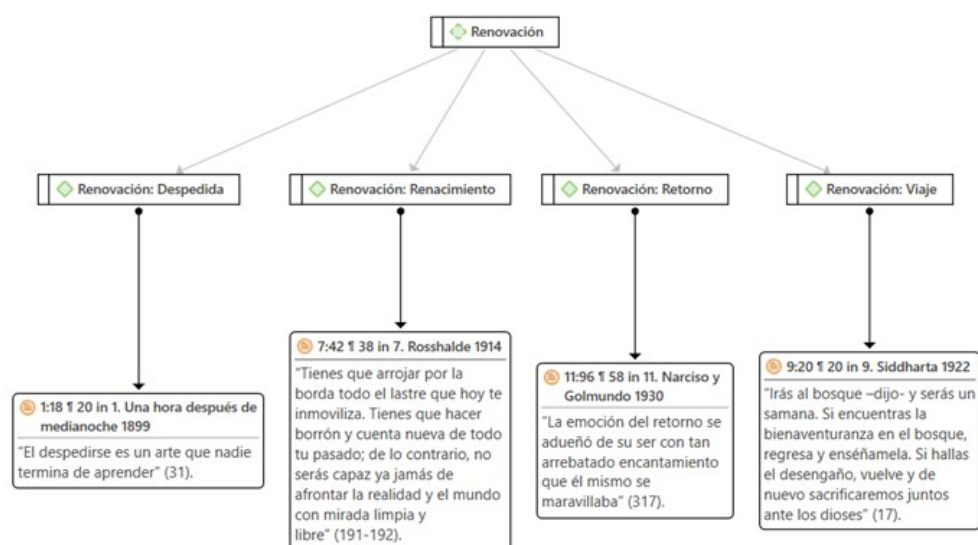 Renovación
Renovación: Despedida
Renovación: Renacimiento
Renovación: Retorno
Renovación: Viaje
1:18 ¶ 20 in 1. Una hora después de
medianoche 1899
“El despedirse es un arte que nadie
termina de aprender” (31).
7:42 ¶ 38 in 7. Rosshalde 1914
“Tienes que arrojar por la
borda todo el lastre que hoy te
inmoviliza. Tienes que hacer
borrón y cuenta nueva de todo
tu pasado; de lo contrario, no
serás capaz ya jamás de
afrontar la realidad y el mundo
con mirada limpia y
libre” (191-192).
11:96 ¶ 58 in 11. Narciso y
Golmundo 1930
“La emoción del retorno se
adueñó de su ser con tan
arrebatado encantamiento
que él mismo se
maravillaba” (317).
9:20 ¶ 20 in 9. Siddharta 1922
“Irás al bosque –dijo- y serás un
samana. Si encuentras la
bienaventuranza en el bosque,
regresa y enséñamela. Si hallas
el desengaño, vuelve y de
nuevo sacrificaremos juntos
ante los dioses” (17).